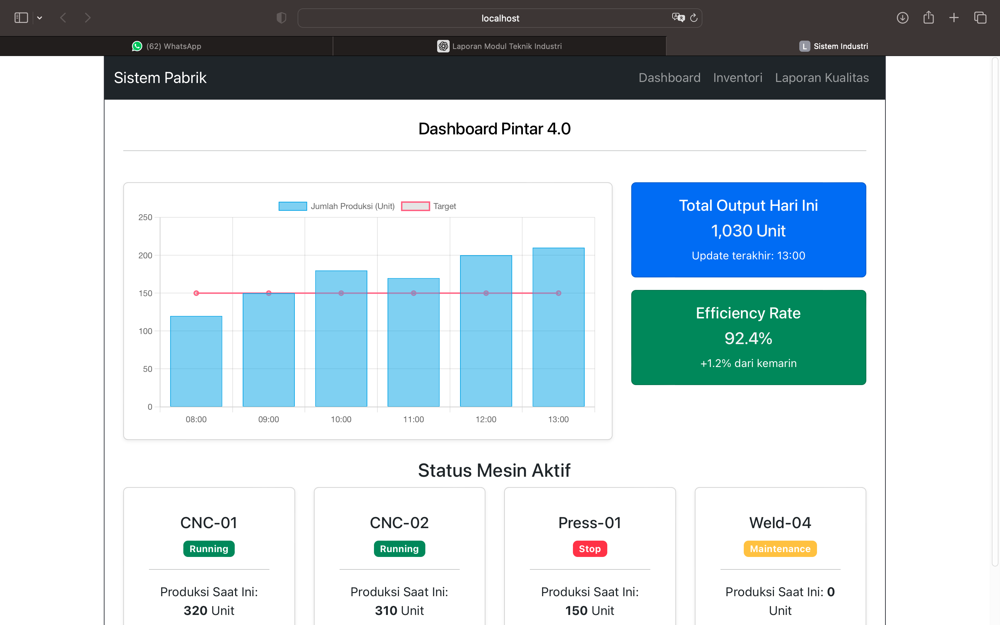 localhost
(62) WhatsApp
Laporan Modul Teknik Industri
L Sistem Industri
Sistem Pabrik
Dashboard Inventori Laporan Kualitas
Dashboard Pintar 4.0
Jumlah Produksi (Unit) Target
250
200
150
100
50
0
08:00 09:00 10:00 11:00 12:00 13:00
Total Output Hari Ini
1,030 Unit
Update terakhir: 13:00
Efficiency Rate
92.4%
+1.2% dari kemarin
Status Mesin Aktif
CNC-01
Running
Produksi Saat Ini:
320 Unit
CNC-02
Running
Produksi Saat Ini:
310 Unit
Press-01
Stop
Produksi Saat Ini:
150 Unit
Weld-04
Maintenance
Produksi Saat Ini: 0
Unit